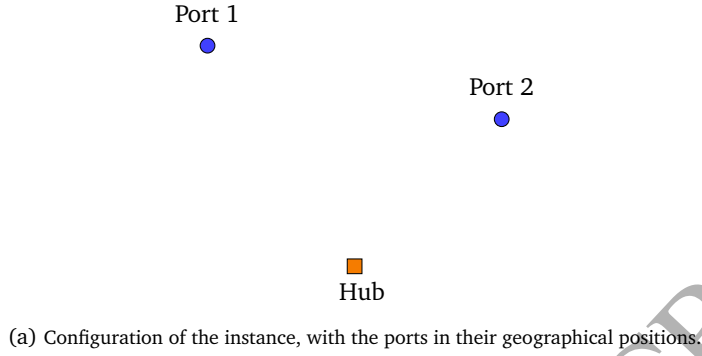 Port 1
Port 2
Hub
(a) Configuration of the instance, with the ports in their geographical positions.